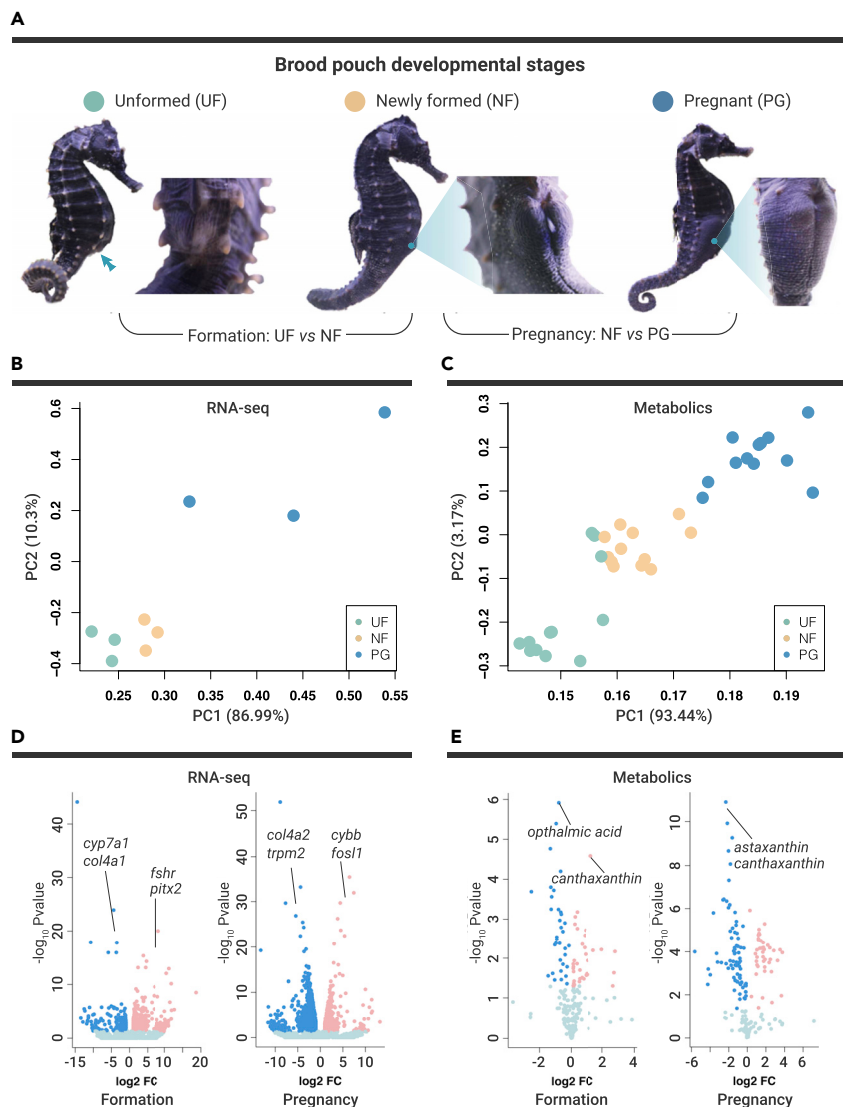 A
Brood pouch developmental stages
Unformed (UF)
Newly formed (NF)
Pregnant (PG)
Formation: UF vs NF
Pregnancy: NF vs PG
B
RNA-seq
PC2 (10.3%)
0.6
0.4
0.2
0.0
−0.2
−0.4
UF
NF
PG
0.25 0.30 0.35 0.40 0.45 0.50 0.55
PC1 (86.99%)
C
Metabolics
PC2 (3.17%)
0.3
0.2
0.1
0.0
−0.1
−0.2
−0.3
UF
NF
PG
0.15 0.16 0.17 0.18 0.19
PC1 (93.44%)
D
RNA-seq
-log10 Pvalue
40
30
20
10
0
cyp7a1
col4a1
fshr
pitx2
-15 -5 0 5 10 20
log2 FC
Formation
-log10 Pvalue
50
40
30
20
10
0
col4a2
trpm2
cybb
fosl1
-10 -5 0 5 10
log2 FC
Pregnancy
E
Metabolics
-log10 Pvalue
6
5
4
3
2
1
0
opthalmic acid
canthaxanthin
-2 0 2 4
log2 FC
Formation
-log10 Pvalue
10
8
6
4
2
0
astaxanthin
canthaxanthin
-6 -2 0 2 4 6
log2 FC
Pregnancy